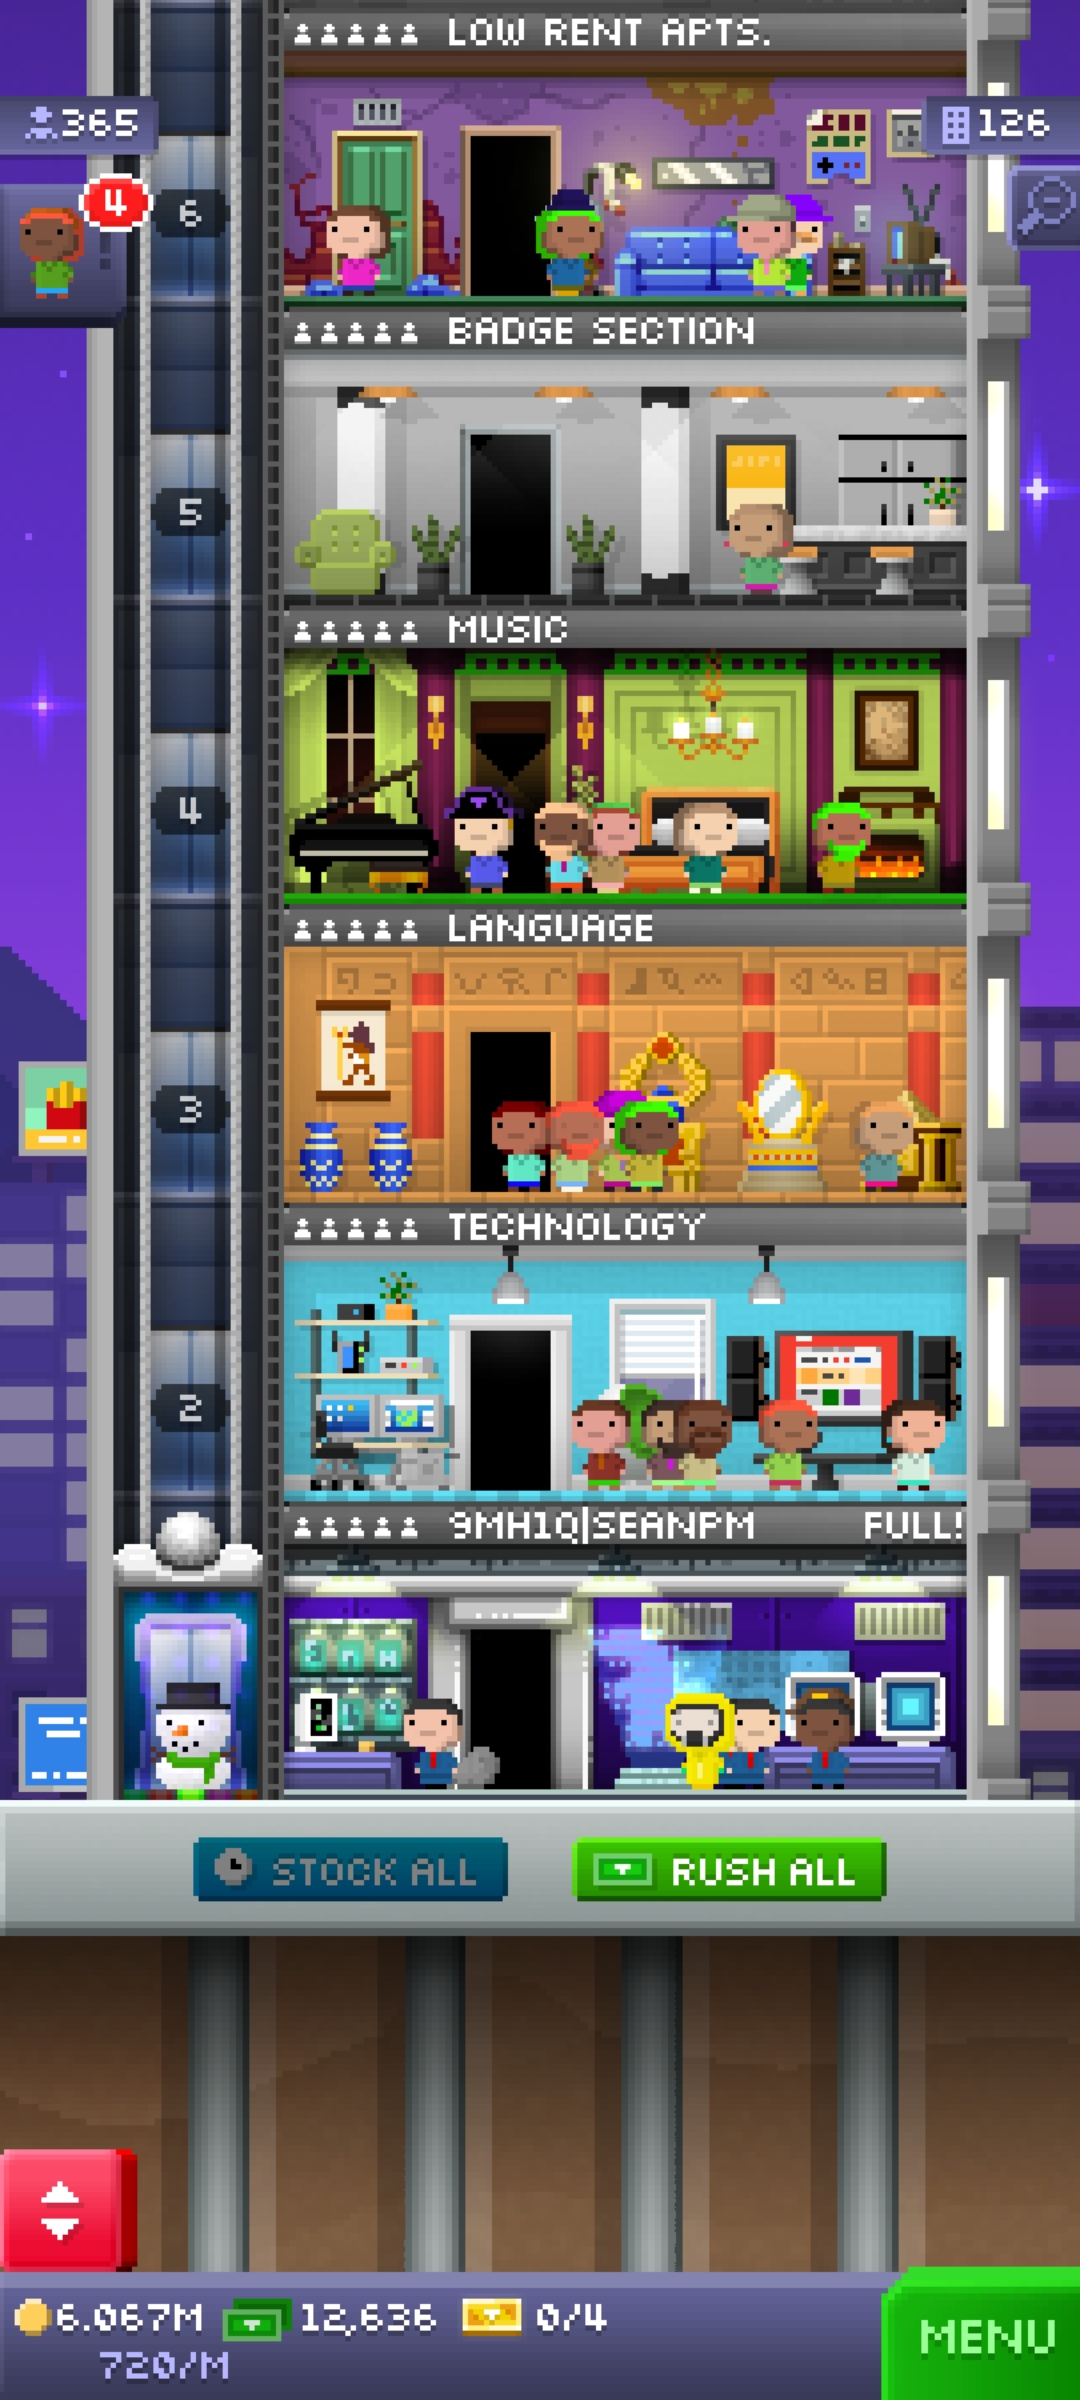 LOW RENT APTS.
365
126
4
6
BADGE SECTION
5
MUSIC
4
LANGUAGE
3
TECHNOLOGY
2
9MH1Q|SEANPM FULL!
STOCK ALL
RUSH ALL
6.067M 12,636 0/4
720/M
MENU